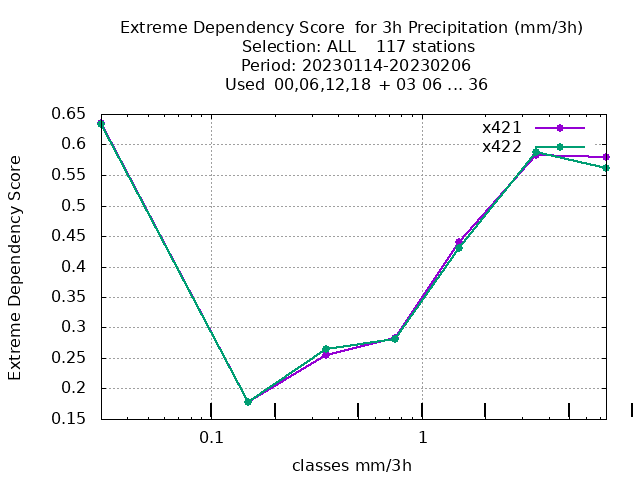 Extreme Dependency Score  for 3h Precipitation (mm/3h)
Selection: ALL    117 stations
Period: 20230114-20230206
Used  00,06,12,18 + 03 06 ... 36
x421
x422
Extreme Dependency Score
0.65
0.6
0.55
0.5
0.45
0.4
0.35
0.3
0.25
0.2
0.15
0.1
1
classes mm/3h